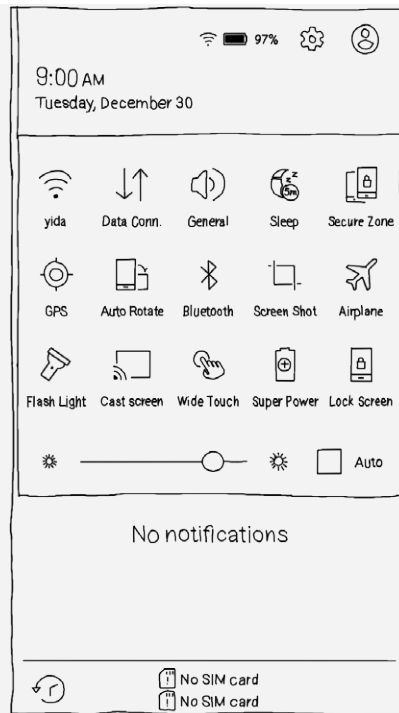 97%
9:00 AM
Tuesday, December 30
yida Data Conn. General Sleep Secure Zone
5m
GPS Auto Rotate Bluetooth Screen Shot Airplane
Flash Light Cast screen Wide Touch Super Power Lock Screen
Auto
No notifications
No SIM card
No SIM card